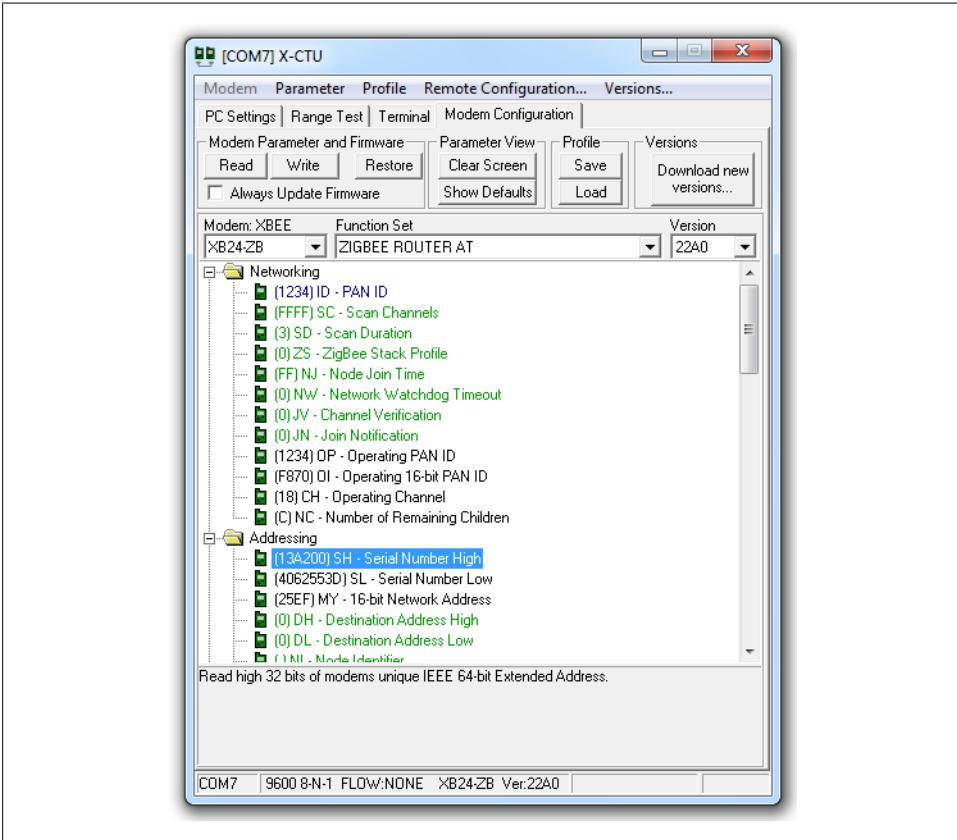 [COM7] X-CTU
Modem Parameter Profile Remote Configuration... Versions...
PC Settings Range Test Terminal Modem Configuration
Modem Parameter and Firmware Parameter View Profile Versions
Read Write Restore Clear Screen Save Download new versions...
Always Update Firmware Show Defaults Load
Modem: XBEE Function Set Version
XB24-ZB ZIGBEE ROUTER AT 22A0
Networking
(1234) ID - PAN ID
(FFFF) SC - Scan Channels
(3) SD - Scan Duration
(0) ZS - ZigBee Stack Profile
(FF) NJ - Node Join Time
(0) NW - Network Watchdog Timeout
(0) JV - Channel Verification
(0) JN - Join Notification
(1234) OP - Operating PAN ID
(F870) OI - Operating 16-bit PAN ID
(18) CH - Operating Channel
(C) NC - Number of Remaining Children
Addressing
(13A200) SH - Serial Number High
(4062553D) SL - Serial Number Low
(25EF) MY - 16-bit Network Address
(0) DH - Destination Address High
(0) DL - Destination Address Low
( ) NI - Node Identifier
Read high 32 bits of modems unique IEEE 64-bit Extended Address.
COM7 9600 8-N-1 FLOW:NONE XB24-ZB Ver:22A0